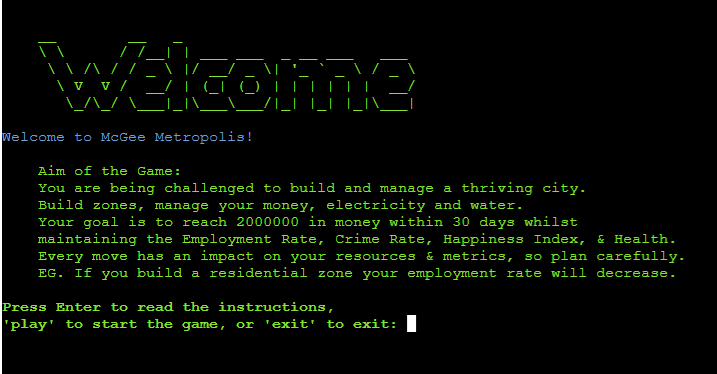 Welcome
Welcome to McGee Metropolis!
Aim of the Game:
You are being challenged to build and manage a thriving city.
Build zones, manage your money, electricity and water.
Your goal is to reach 2000000 in money within 30 days whilst
maintaining the Employment Rate, Crime Rate, Happiness Index, & Health.
Every move has an impact on your resources & metrics, so plan carefully.
EG. If you build a residential zone your employment rate will decrease.
Press Enter to read the instructions,
'play' to start the game, or 'exit' to exit: